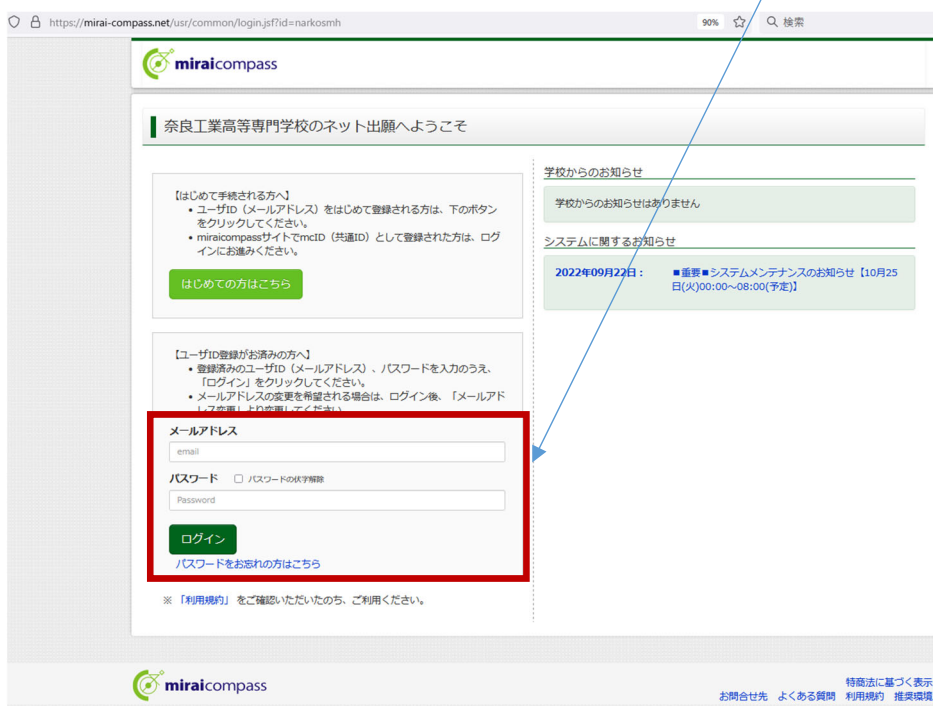 https://mirai-compass.net/usr/common/login.jsf?id=narkosmh
90%
検索
miraicompass
奈良工業高等専門学校のネット出願へようこそ
【はじめて手続される方へ】
• ユーザID（メールアドレス）をはじめて登録される方は、下のボタン
をクリックしてください。
• miraicompassサイトでmcID（共通ID）として登録された方は、ログ
インにお進みください。
はじめての方はこちら
【ユーザID登録がお済みの方へ】
• 登録済みのユーザID（メールアドレス）、パスワードを入力のうえ、
「ログイン」をクリックしてください。
• メールアドレスの変更を希望される場合は、ログイン後、「メールアド
レス変更」より変更してください。
メールアドレス
email
パスワード
パスワードの伏字解除
Password
ログイン
パスワードをお忘れの方はこちら
※ 「利用規約」 をご確認いただいたのち、ご利用ください。
学校からのお知らせ
学校からのお知らせはありません
システムに関するお知らせ
2022年09月22日：
■重要■システムメンテナンスのお知らせ【10月25
日(火)00:00～08:00(予定)】
miraicompass
特商法に基づく表示
お問合せ先 よくある質問 利用規約 推奨環境